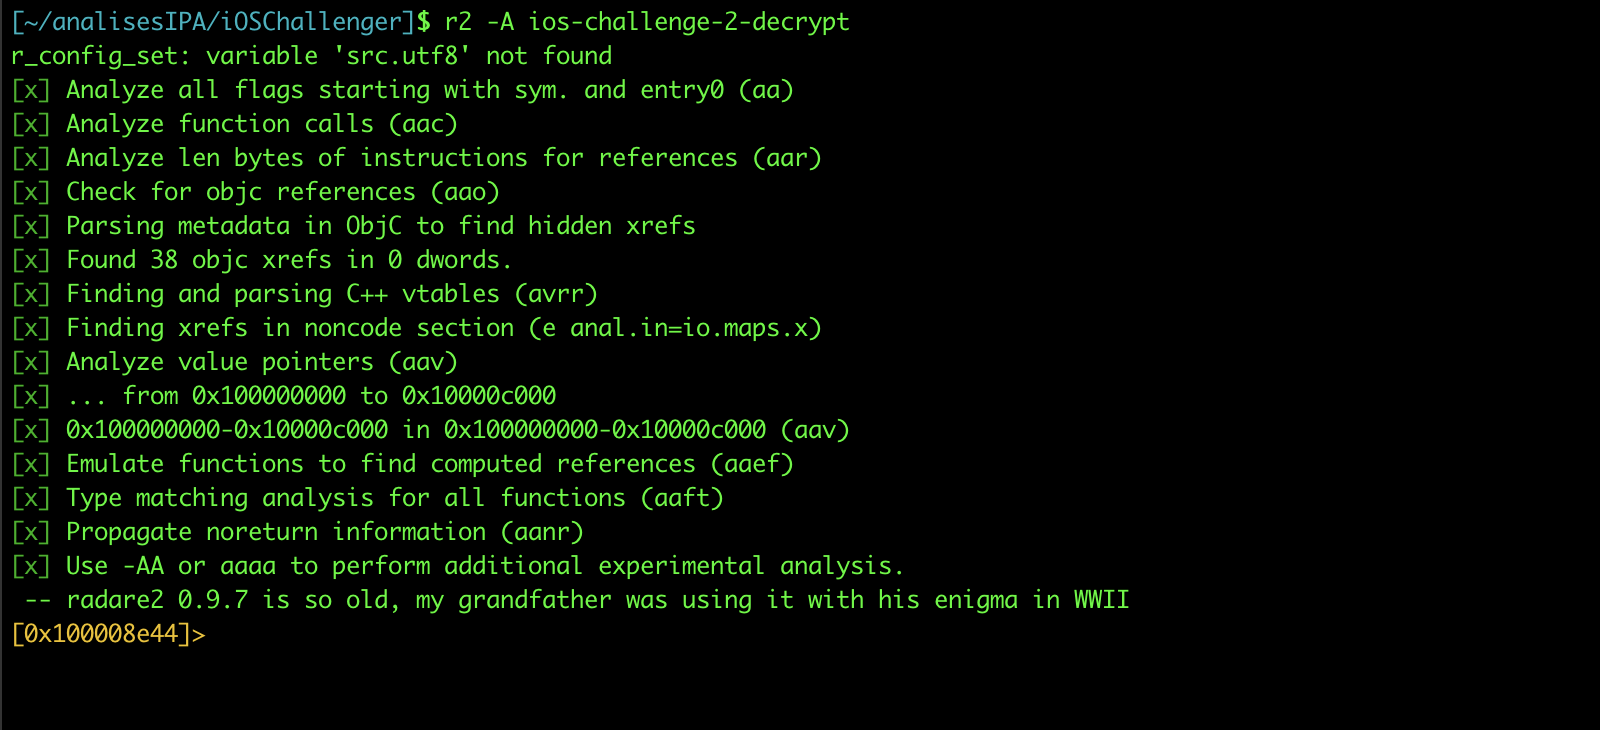 [~/analisesIPA/iOSChallenger]$ r2 -A ios-challenge-2-decrypt
r_config_set: variable 'src.utf8' not found
[x] Analyze all flags starting with sym. and entry0 (aa)
[x] Analyze function calls (aac)
[x] Analyze len bytes of instructions for references (aar)
[x] Check for objc references (aao)
[x] Parsing metadata in ObjC to find hidden xrefs
[x] Found 38 objc xrefs in 0 dwords.
[x] Finding and parsing C++ vtables (avrr)
[x] Finding xrefs in noncode section (e anal.in=io.maps.x)
[x] Analyze value pointers (aav)
[x] ... from 0x100000000 to 0x10000c000
[x] 0x100000000-0x10000c000 in 0x100000000-0x10000c000 (aav)
[x] Emulate functions to find computed references (aaef)
[x] Type matching analysis for all functions (aaft)
[x] Propagate noreturn information (aanr)
[x] Use -AA or aaaa to perform additional experimental analysis.
 -- radare2 0.9.7 is so old, my grandfather was using it with his enigma in WWII
[0x100008e44]>